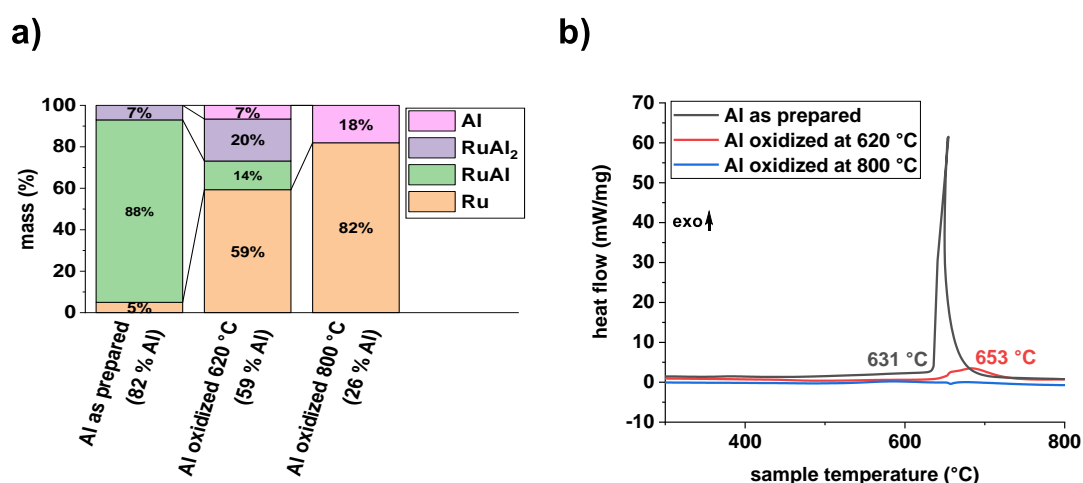 a)
100
80
60
40
20
0
mass (%)
7%
88%
5%
7%
20%
14%
59%
18%
82%
Al
RuAl₂
RuAl
Ru
Al as prepared
(82 % Al)
Al oxidized 620 °C
(59 % Al)
Al oxidized 800 °C
(26 % Al)
b)
70
60
50
40
30
20
10
0
-10
heat flow (mW/mg)
Al as prepared
Al oxidized at 620 °C
Al oxidized at 800 °C
exo
631 °C
653 °C
400
600
800
sample temperature (°C)